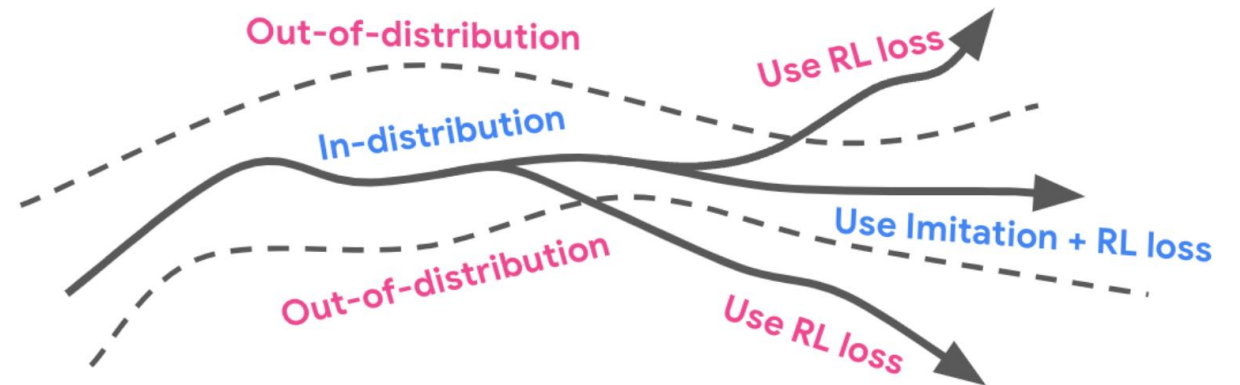 Out-of-distribution
Use RL loss
In-distribution
Use Imitation + RL loss
Out-of-distribution
Use RL loss